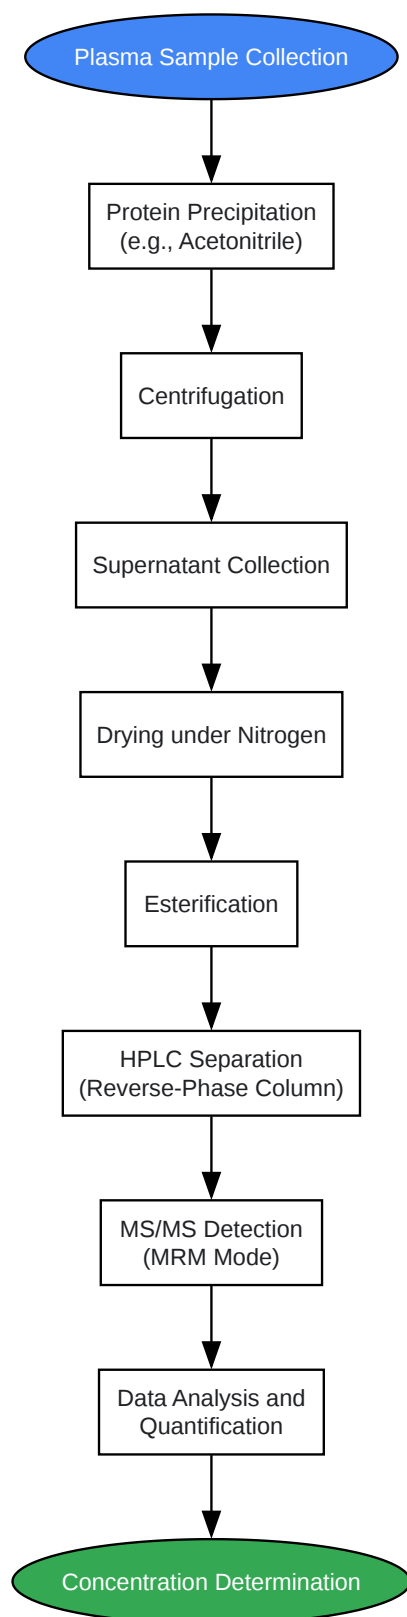 Plasma Sample Collection
Protein Precipitation
(e.g., Acetonitrile)
Centrifugation
Supernatant Collection
Drying under Nitrogen
Esterification
HPLC Separation
(Reverse-Phase Column)
MS/MS Detection
(MRM Mode)
Data Analysis and
Quantification
Concentration Determination